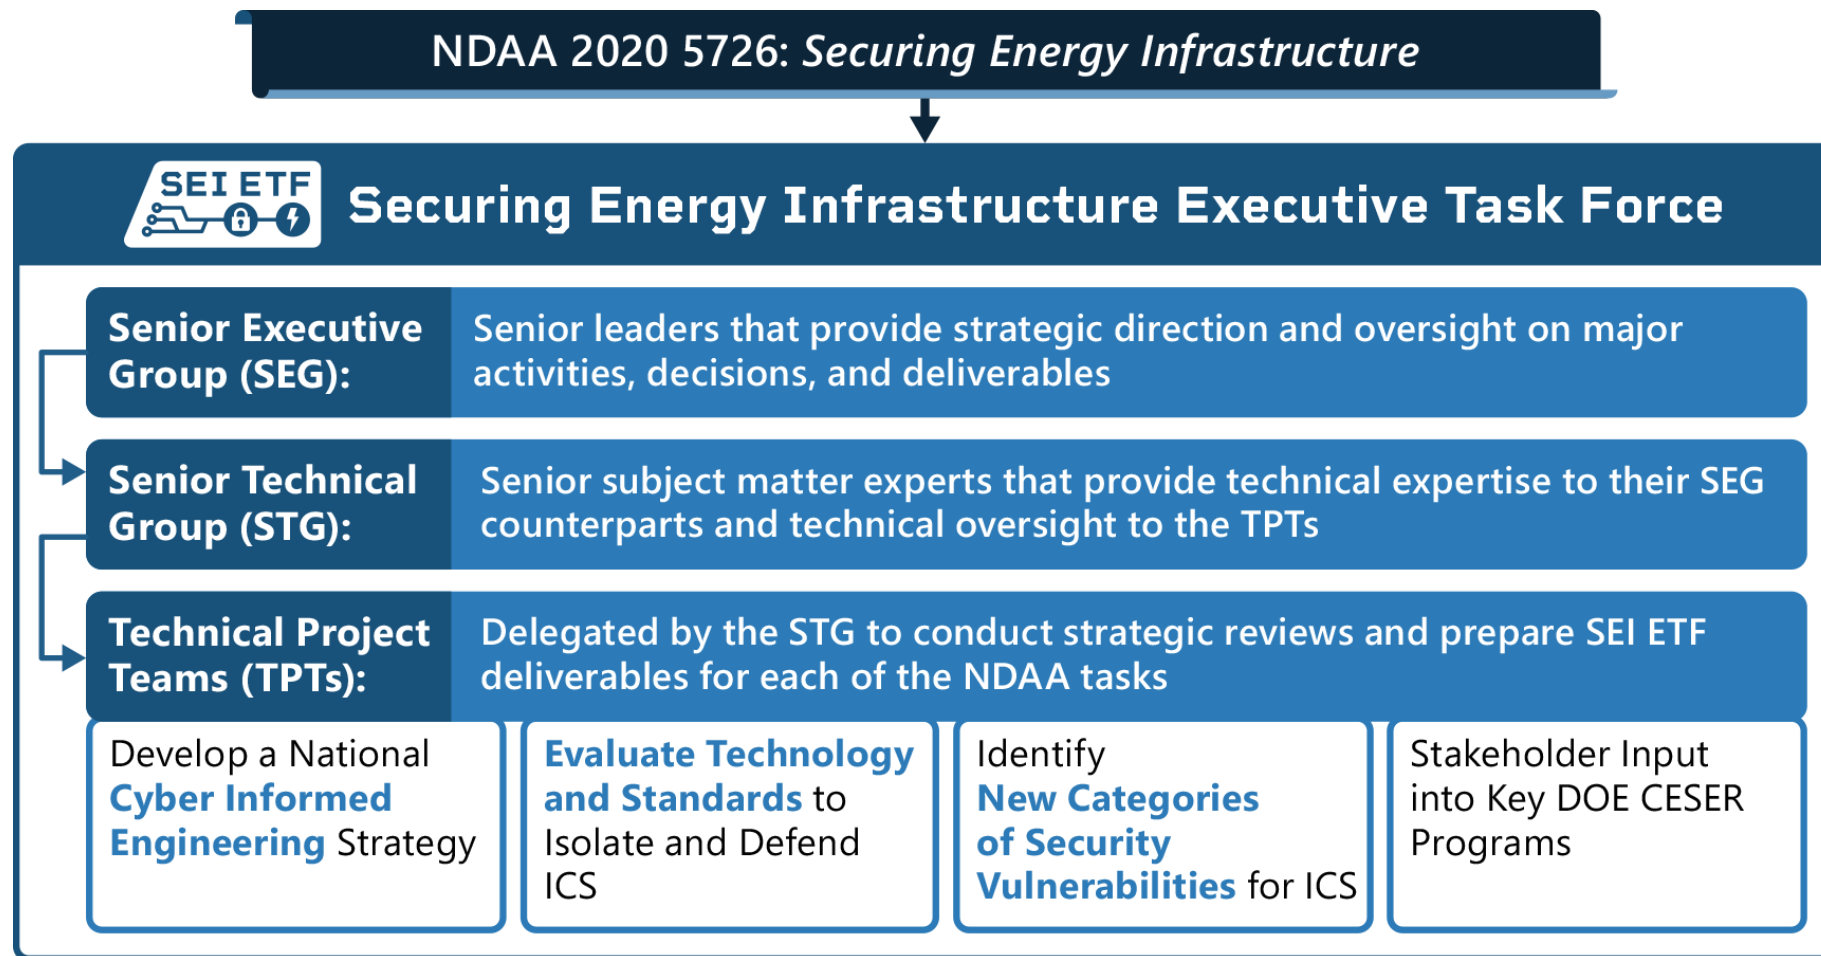 NDAA 2020 5726: Securing Energy Infrastructure
SEI ETF
Securing Energy Infrastructure Executive Task Force
Senior Executive
Group (SEG):
Senior leaders that provide strategic direction and oversight on major
activities, decisions, and deliverables
Senior Technical
Group (STG):
Senior subject matter experts that provide technical expertise to their SEG
counterparts and technical oversight to the TPTs
Technical Project
Teams (TPTs):
Delegated by the STG to conduct strategic reviews and prepare SEI ETF
deliverables for each of the NDAA tasks
Develop a National
Cyber Informed
Engineering Strategy
Evaluate Technology
and Standards to
Isolate and Defend
ICS
Identify
New Categories
of Security
Vulnerabilities for ICS
Stakeholder Input
into Key DOE CESER
Programs